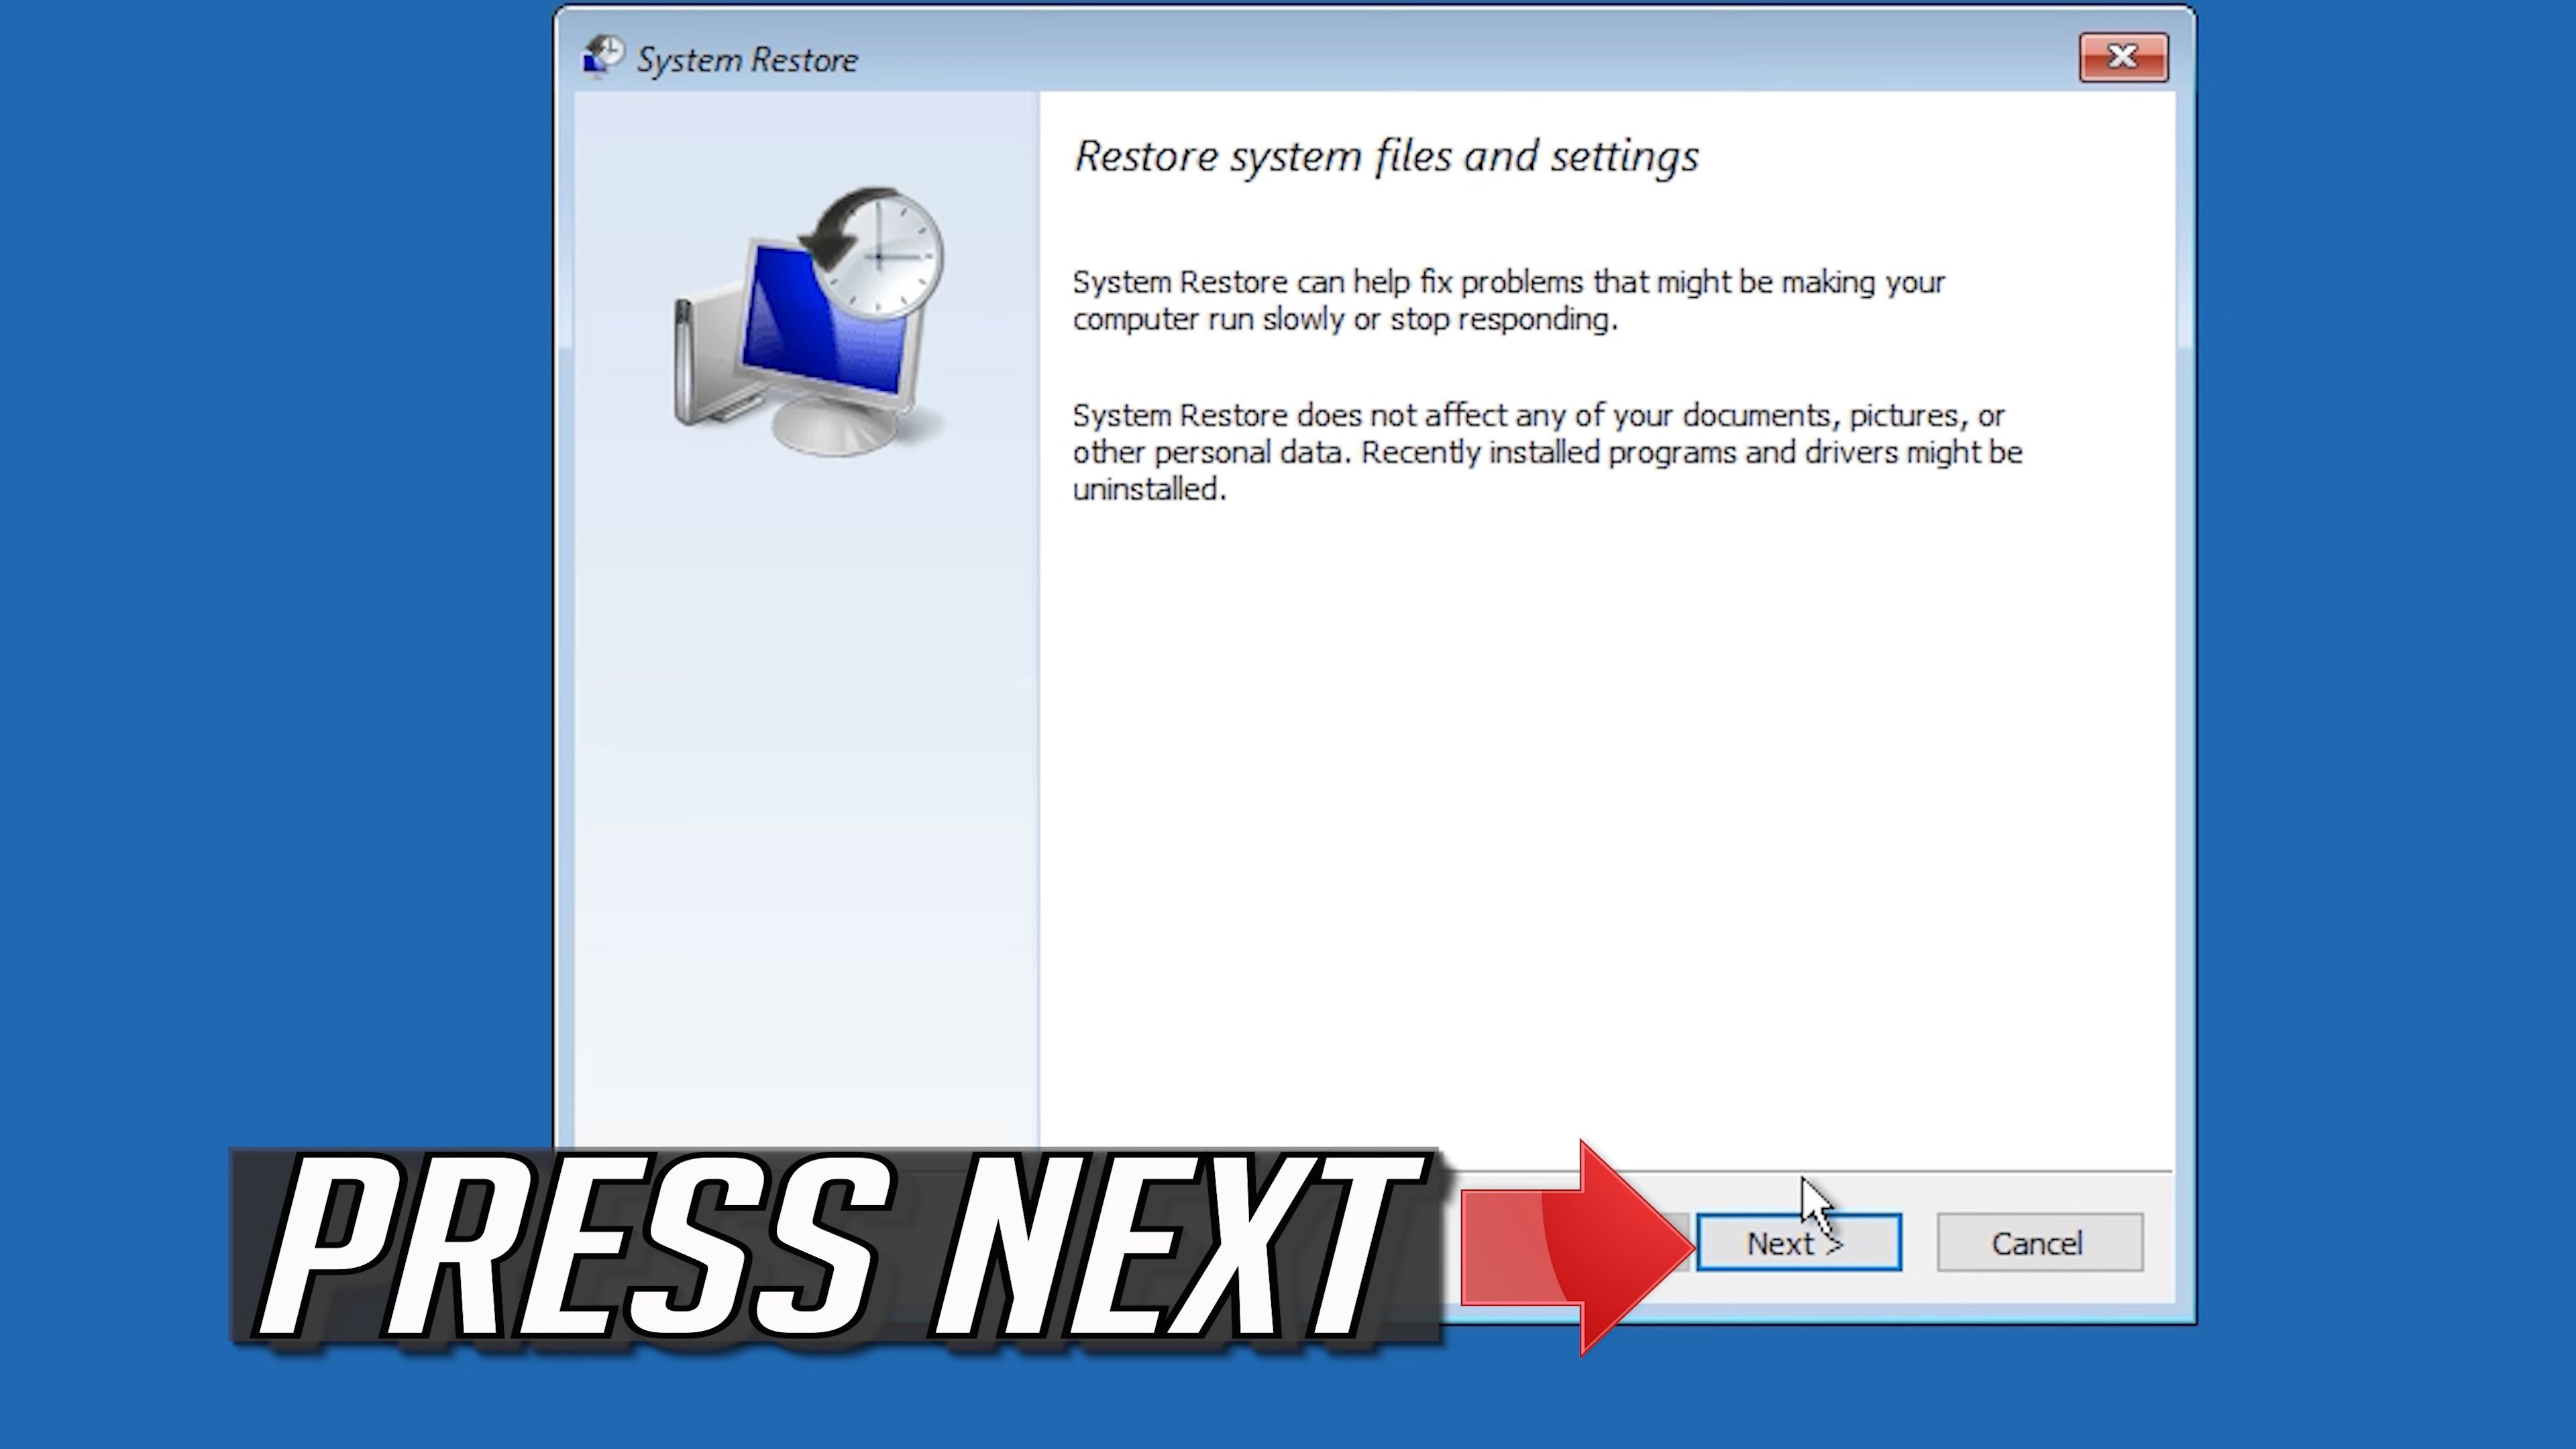 System Restore
Restore system files and settings
System Restore can help fix problems that might be making your
computer run slowly or stop responding.
System Restore does not affect any of your documents, pictures, or
other personal data. Recently installed programs and drivers might be
uninstalled.
PRESS NEXT
Next >
Cancel